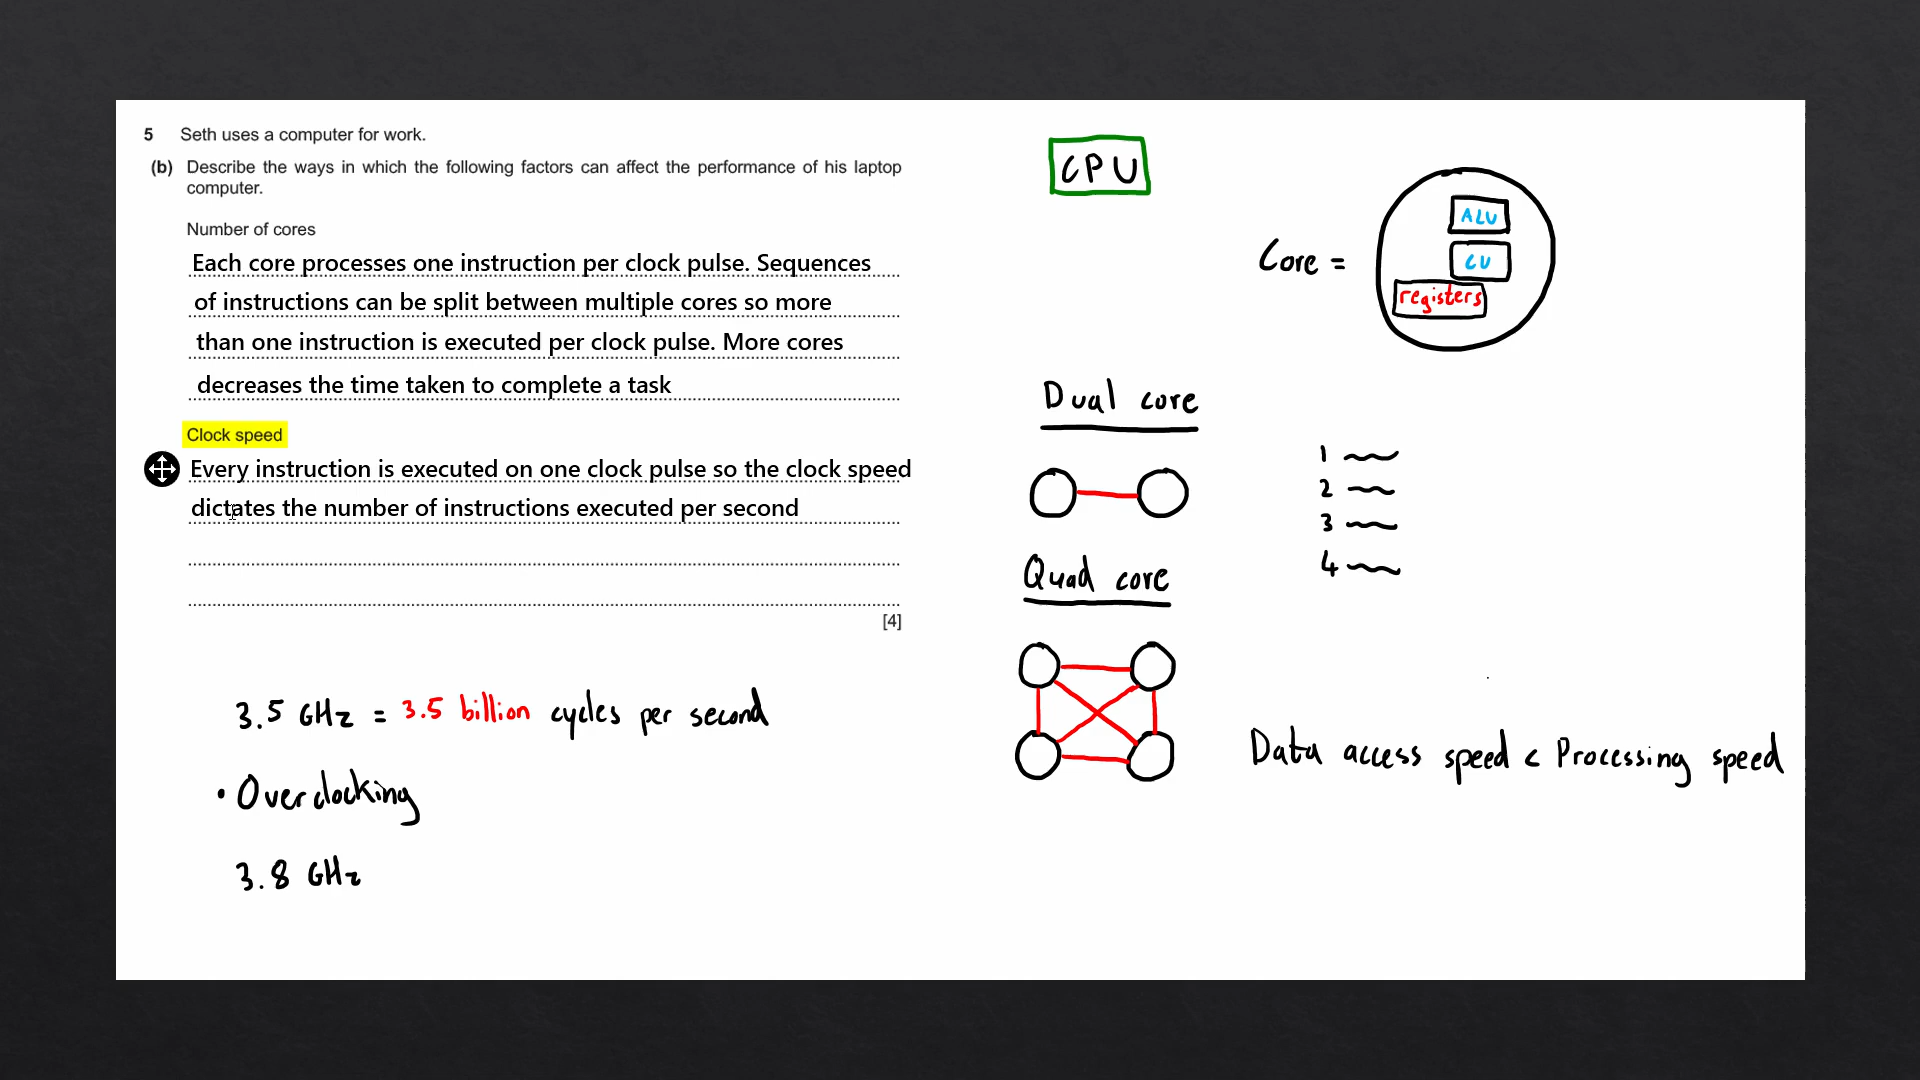 5 Seth uses a computer for work.
(b) Describe the ways in which the following factors can affect the performance of his laptop
computer.
Number of cores
Each core processes one instruction per clock pulse. Sequences
of instructions can be split between multiple cores so more
than one instruction is executed per clock pulse. More cores
decreases the time taken to complete a task
Clock speed
Every instruction is executed on one clock pulse so the clock speed
dictates the number of instructions executed per second
[4]
3.5 GHz = 3.5 billion cycles per second
• Overclocking
3.8 GHz
CPU
Core =
ALU
CU
registers
Dual core
1
2
3
4
Quad core
Data access speed < Processing speed